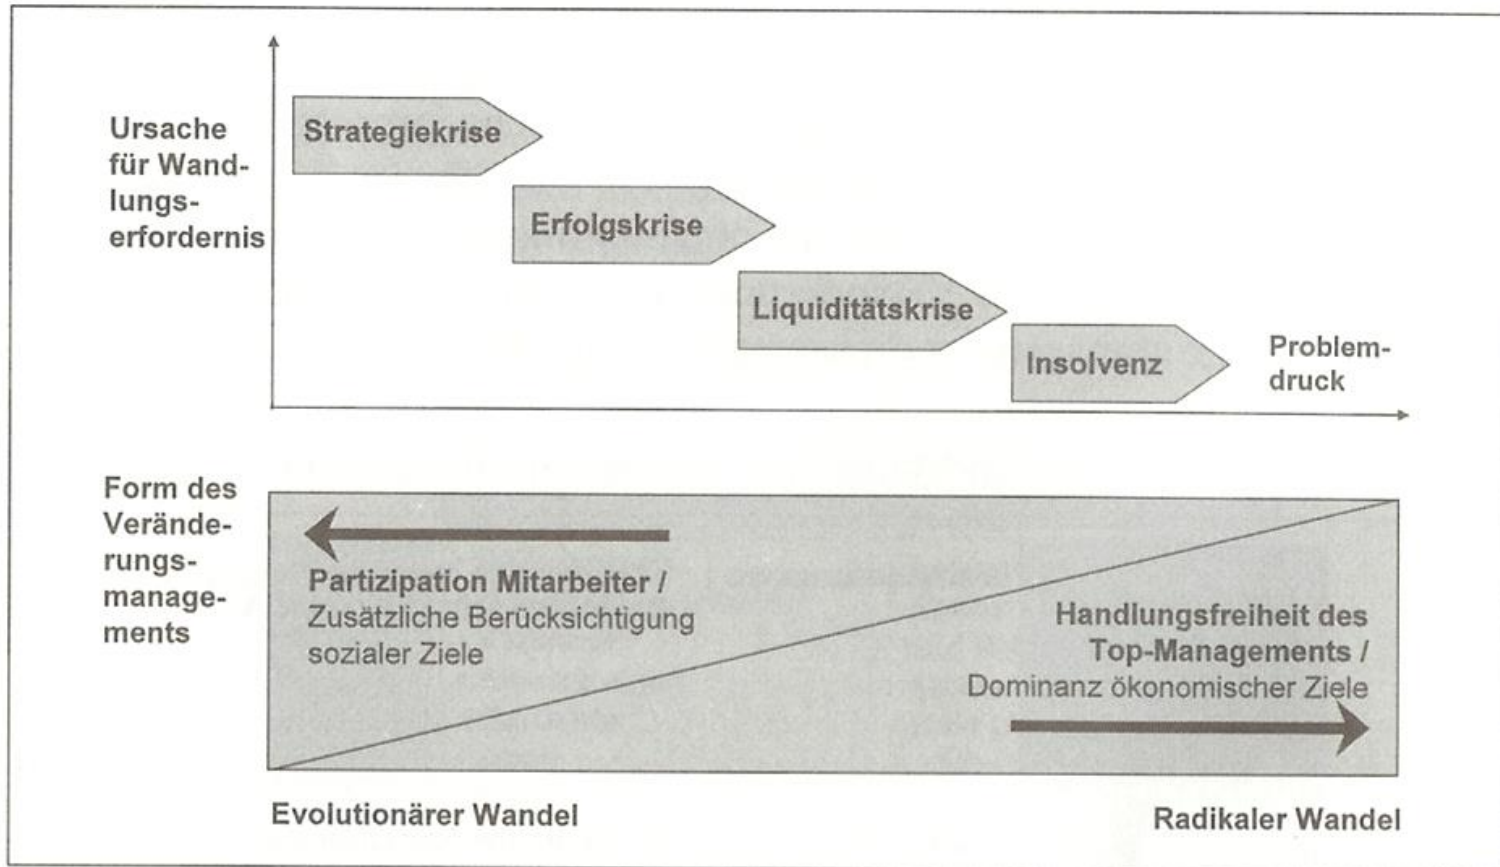 Ursache
für Wand-
lungs-
erfordernis
Strategiekrise
Erfolgskrise
Liquiditätskrise
Insolvenz
Problem-
druck
Form des
Verände-
rungs-
manage-
ments
Partizipation Mitarbeiter /
Zusätzliche Berücksichtigung
sozialer Ziele
Handlungsfreiheit des
Top-Managements /
Dominanz ökonomischer Ziele
Evolutionärer Wandel
Radikaler Wandel